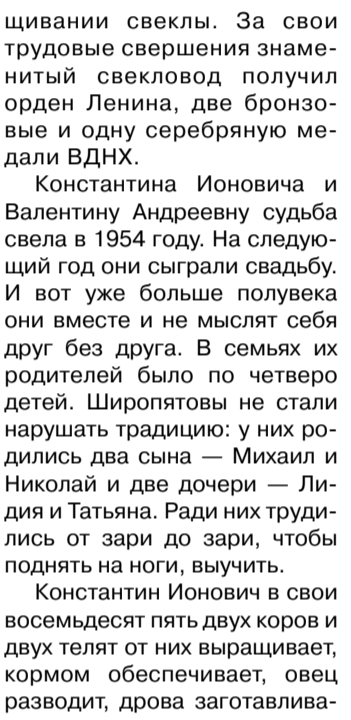 щивании свеклы. За свои
трудовые свершения знаме-
нитый свекловод получил
орден Ленина, две бронзо-
вые и одну серебряную ме-
дали ВДНХ.
Константина Ионовича и
Валентину Андреевну судьба
свела в 1954 году. На следую-
щий год они сыграли свадьбу.
И вот уже больше полувека
они вместе и не мыслят себя
друг без друга. В семьях их
родителей было по четверо
детей. Широпятовы не стали
нарушать традицию: у них ро-
дились два сына — Михаил и
Николай и две дочери — Ли-
дия и Татьяна. Ради них труди-
лись от зари до зари, чтобы
поднять на ноги, выучить.
Константин Ионович в свои
восемьдесят пять двух коров и
двух телят от них выращивает,
кормом обеспечивает, овец
разводит, дрова заготавлива-